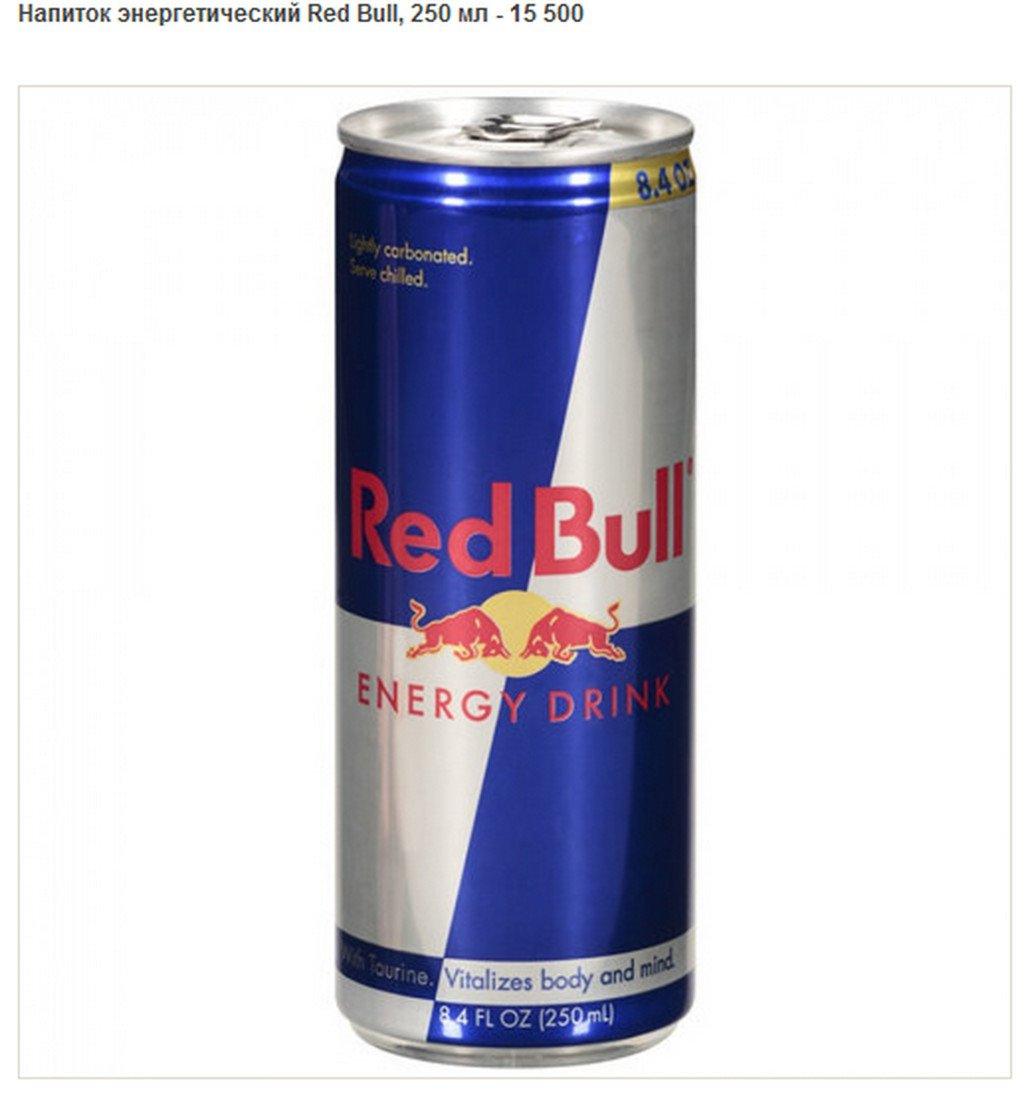 Напиток энергетический Red Bull, 250 мл - 15 500
8.4 OZ
Lightly carbonated.
Serve chilled.
Red Bull
ENERGY DRINK
With Taurine. Vitalizes body and mind.
8.4 FL OZ (250 mL)